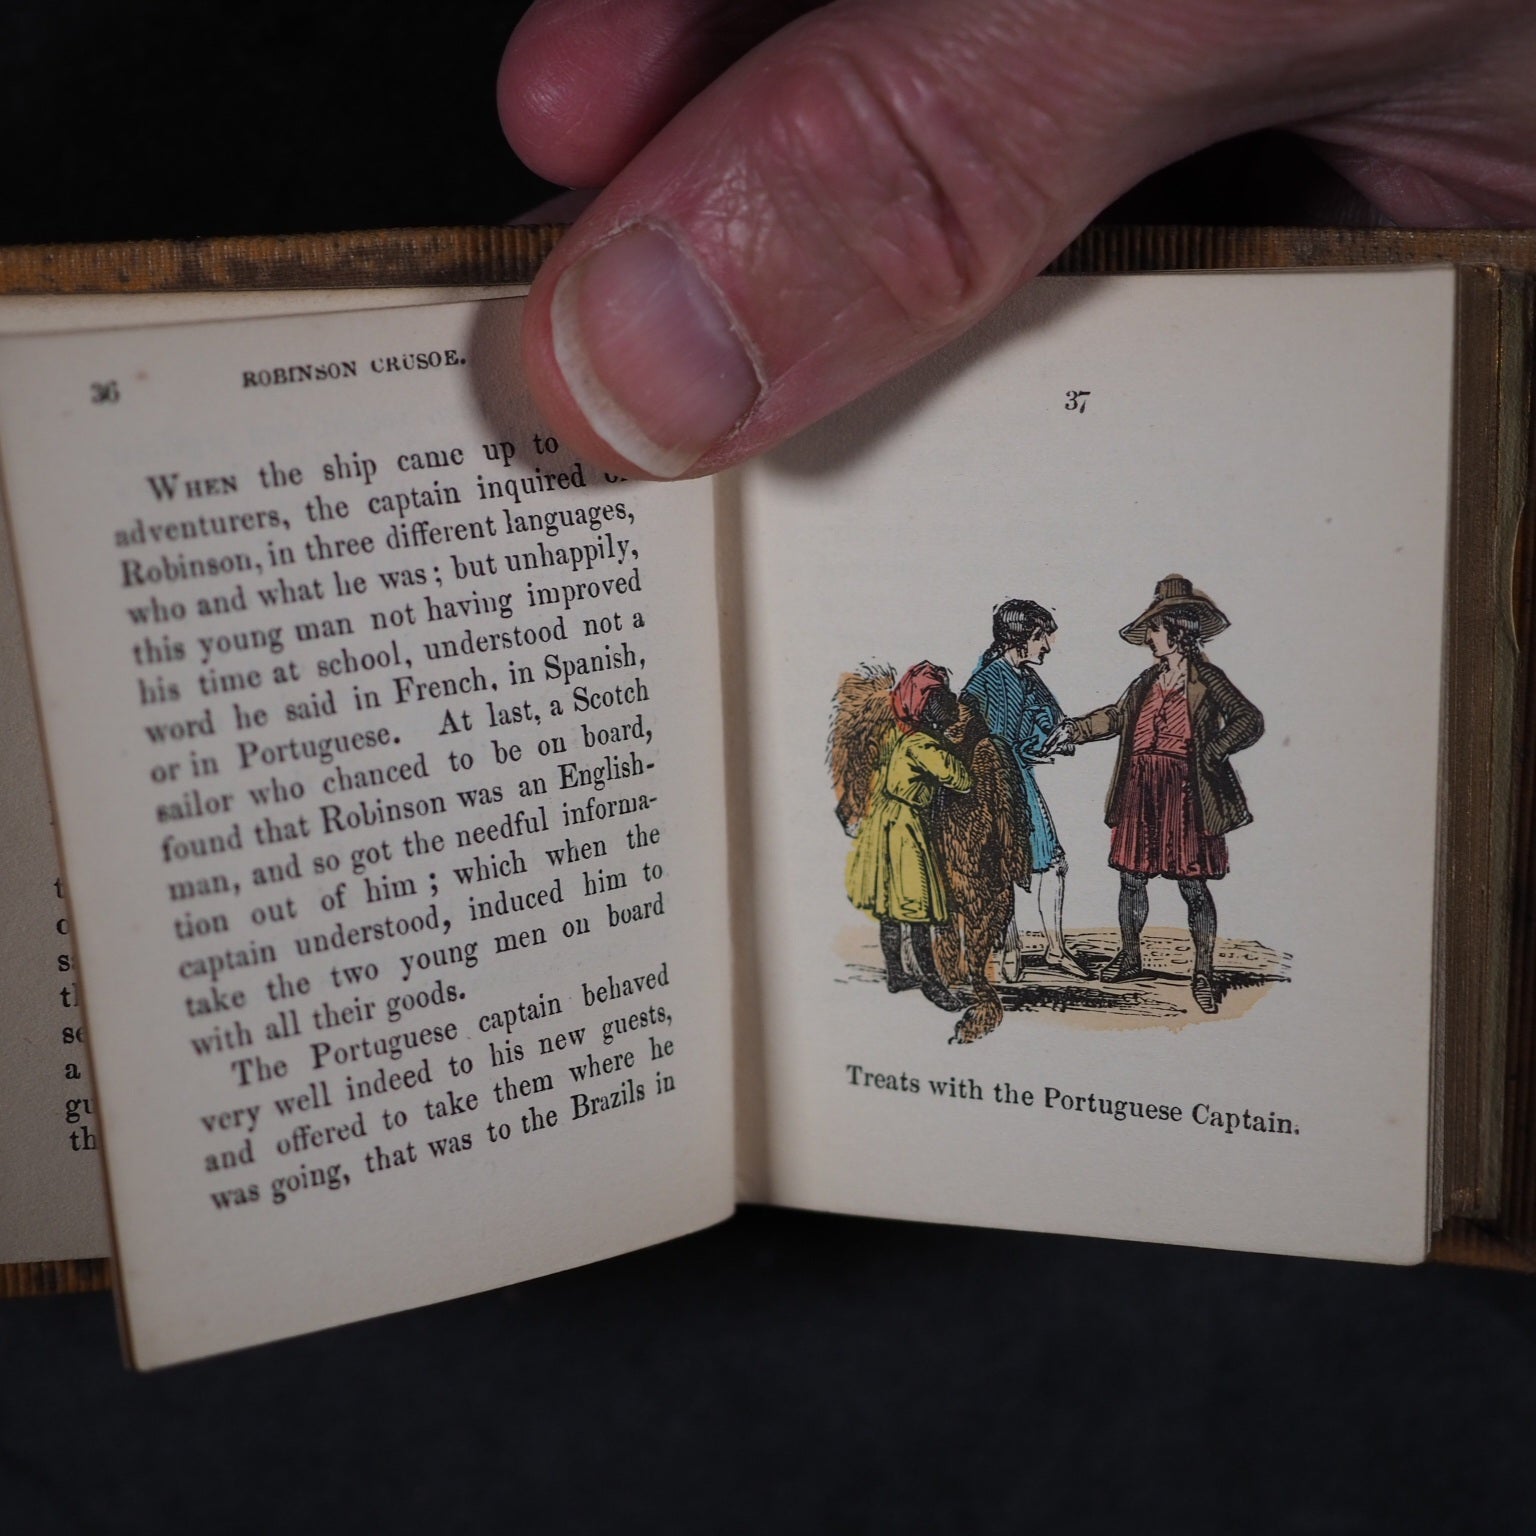 36 ROBINSON CRUSOE.
WHEN the ship came up to
adventurers, the captain inquired
Robinson, in three different languages,
who and what he was; but unhappily,
this young man not having improved
his time at school, understood not a
word he said in French, in Spanish,
or in Portuguese. At last, a Scotch
sailor who chanced to be on board,
found that Robinson was an English-
man, and so got the needful informa-
tion out of him; which when the
captain understood, induced him to
take the two young men on board
with all their goods.
The Portuguese captain behaved
very well indeed to his new guests,
and offered to take them where he
was going, that was to the Brazils in
37
Treats with the Portuguese Captain.